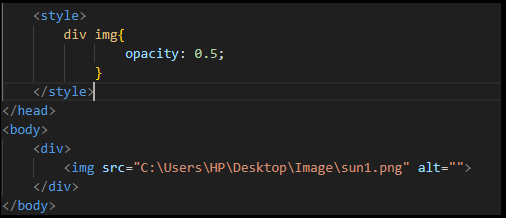 <style>
div img{
opacity: 0.5;
}
</style>
</head>
<body>
<div>
<img src="C:\Users\HP\Desktop\Image\sun1.png" alt="">
</div>